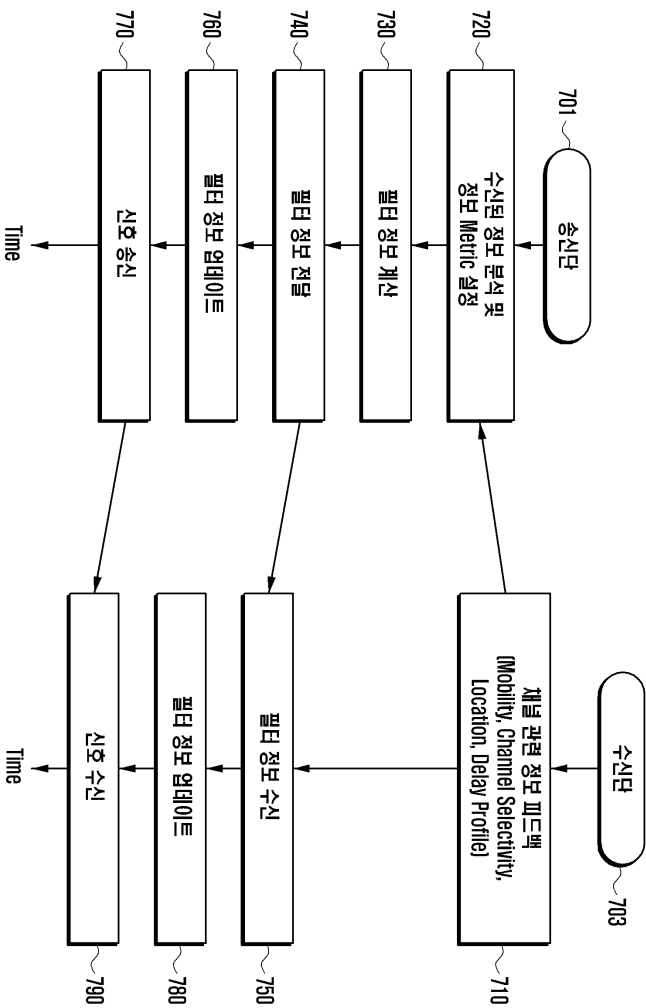 701
송신단
수신단
703
채널 관련 정보 피드백
(Mobility, Channel Selectivity,
Location, Delay Profile)
710
720
수신된 정보 분석 및
정보 Metric 설정
730
필터 정보 계산
740
필터 정보 전달
필터 정보 수신
750
760
필터 정보 업데이트
필터 정보 업데이트
780
770
신호 송신
신호 수신
790
Time
Time